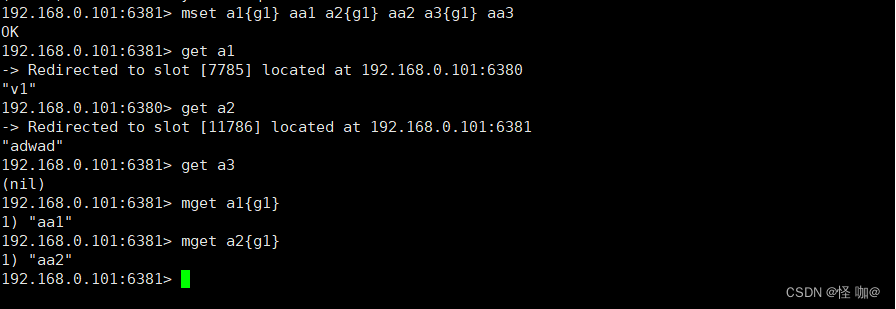 192.168.0.101:6381> mset a1{g1} aa1 a2{g1} aa2 a3{g1} aa3
OK
192.168.0.101:6381> get a1
-> Redirected to slot [7785] located at 192.168.0.101:6380
"v1"
192.168.0.101:6380> get a2
-> Redirected to slot [11786] located at 192.168.0.101:6381
"adwad"
192.168.0.101:6381> get a3
(nil)
192.168.0.101:6381> mget a1{g1}
1) "aa1"
192.168.0.101:6381> mget a2{g1}
1) "aa2"
192.168.0.101:6381>
CSDN @怪 咖@